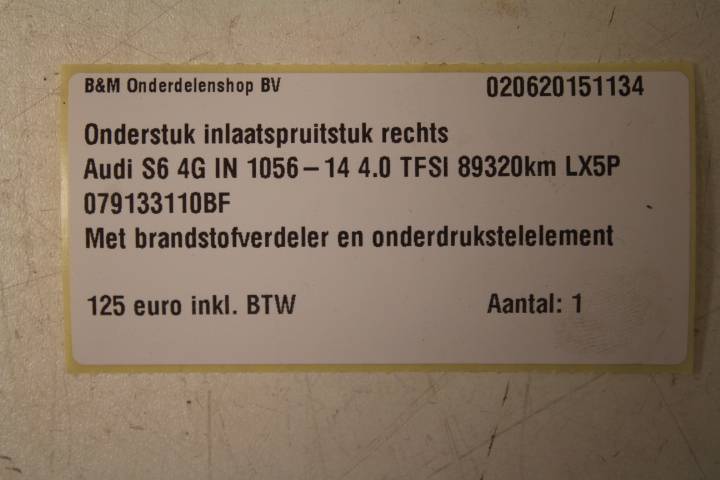 B&M Onderdelenshop BV 020620151134
Onderstuk inlaatspruitstuk rechts
Audi S6 4G IN 1056-14 4.0 TFSI 89320km LX5P
079133110BF
Met brandstofverdeler en onderdrukstelelement
125 euro inkl. BTW Aantal: 1